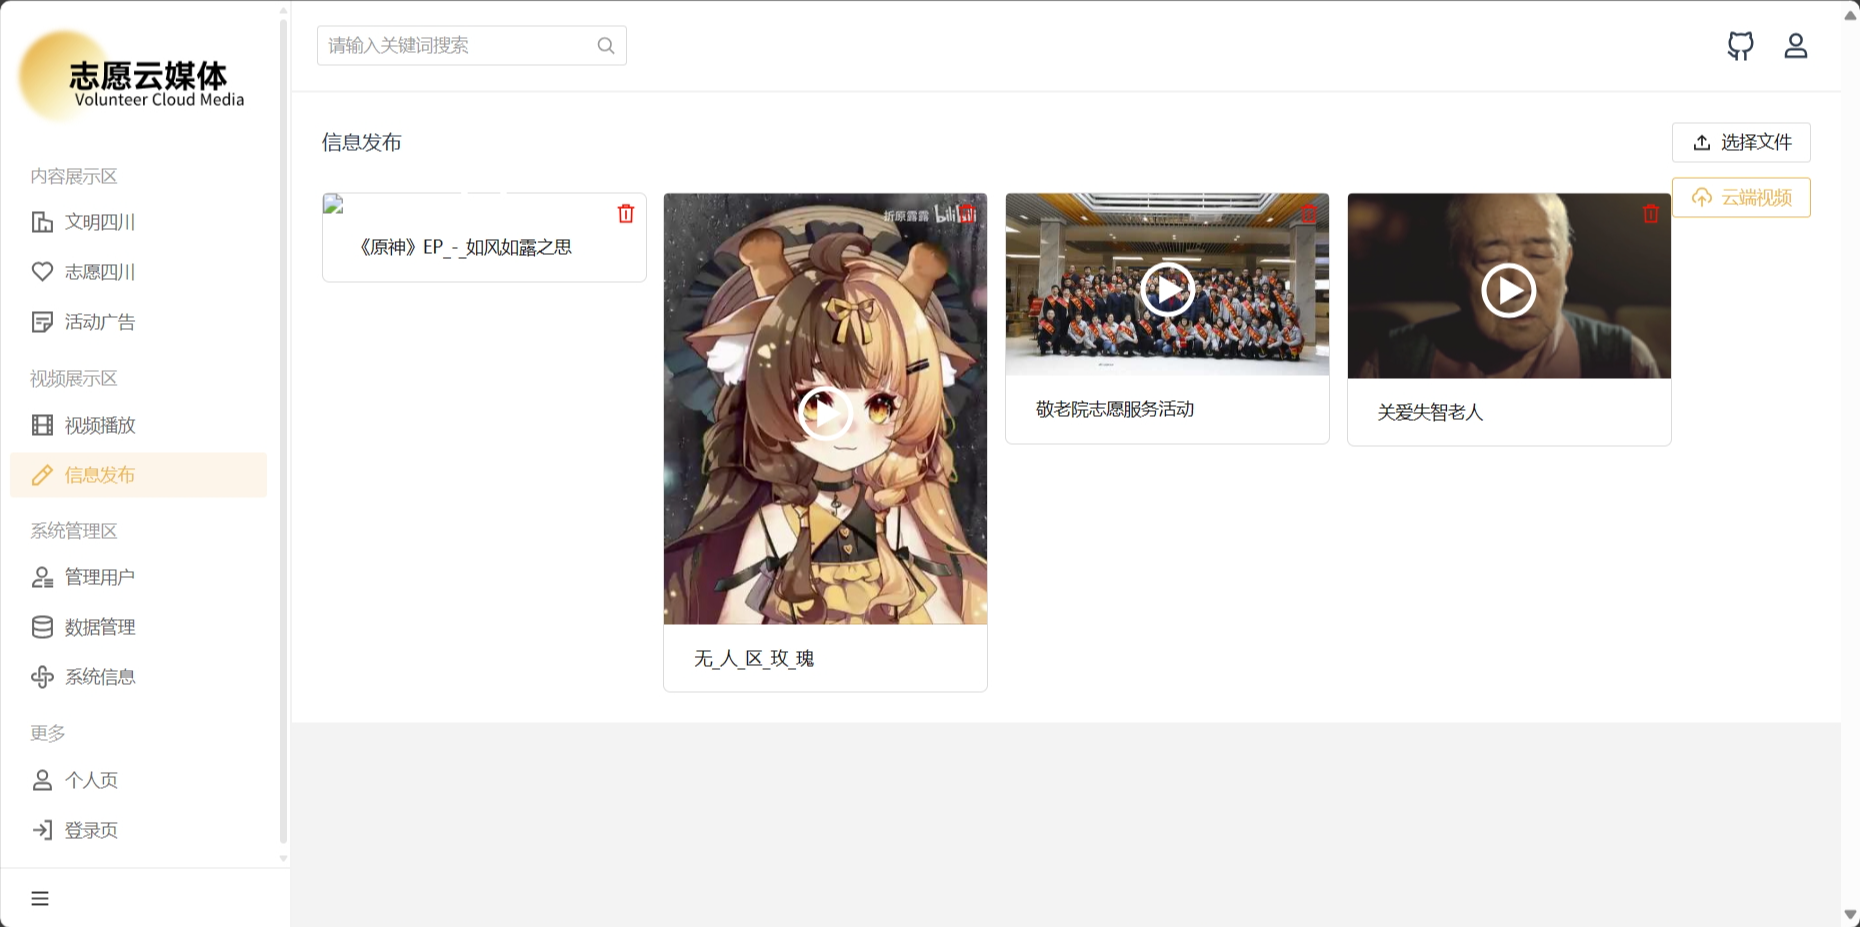 志愿云媒体
Volunteer Cloud Media
内容展示区
文明四川
志愿四川
活动广告
视频展示区
视频播放
信息发布
系统管理区
管理用户
数据管理
系统信息
更多
个人页
登录页
请输入关键词搜索
信息发布
选择文件
云端视频
《原神》EP_-_如风如露之思
折原露露 bilibili
无_人_区_玫_瑰
敬老院志愿服务活动
关爱失智老人